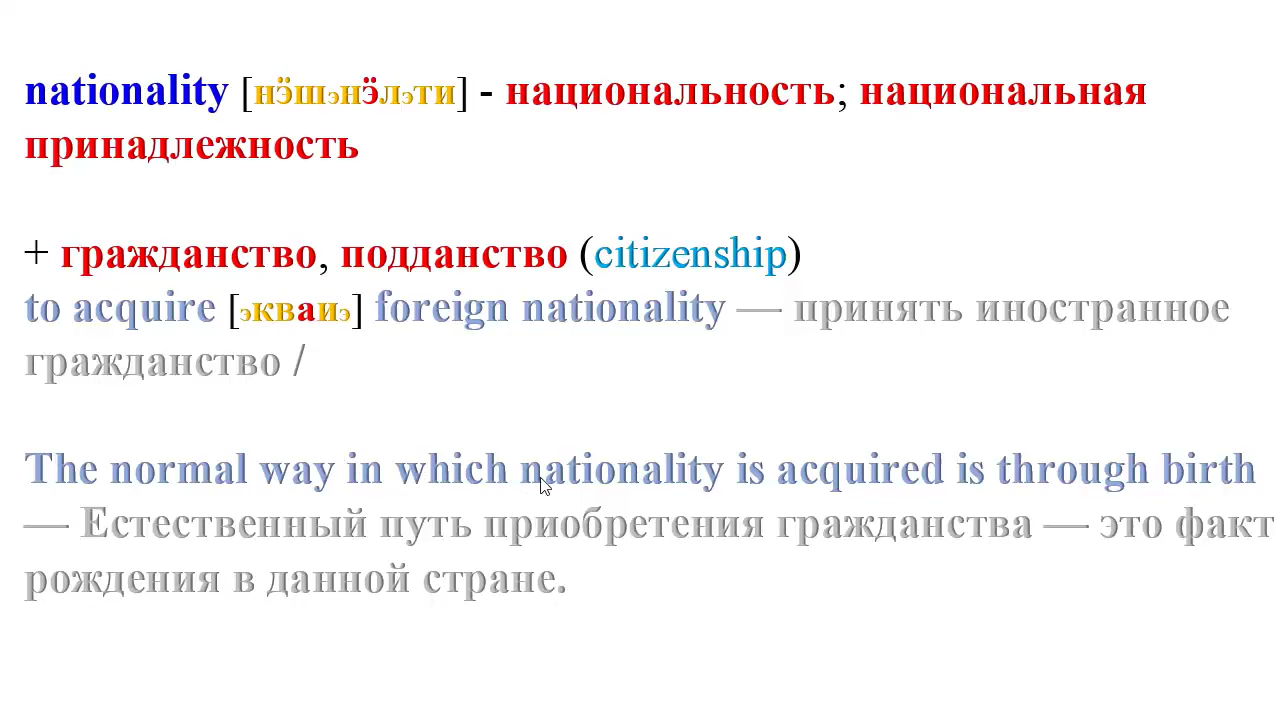 nationality [нӭшэнӭлэти] - национальность; национальная
принадлежность
+ гражданство, подданство (citizenship)
to acquire [экваиэ] foreign nationality — принять иностранное
гражданство /
The normal way in which nationality is acquired is through birth
— Естественный путь приобретения гражданства — это факт
рождения в данной стране.